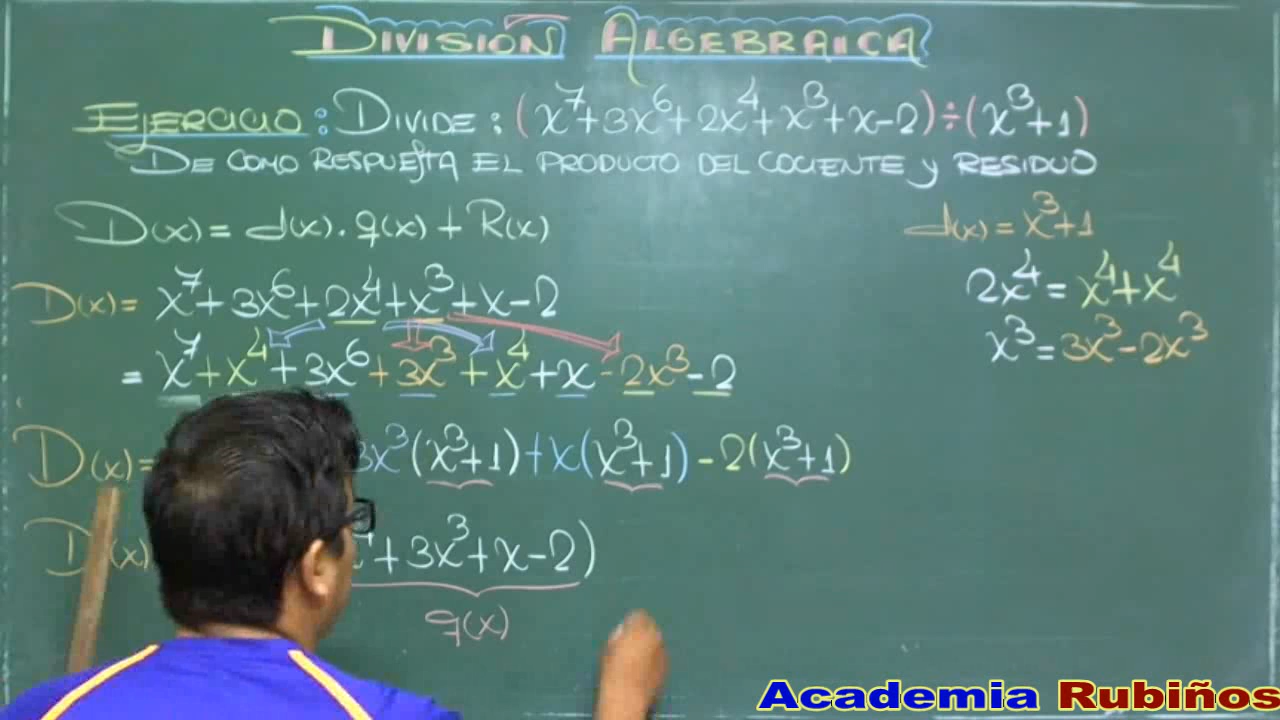 DIVISIÓN ALGEBRAICA
EJERCICIO: DIVIDE: (x⁷+3x⁶+2x⁴+x³+x-2)÷(x³+1)
DE COMO RESPUESTA EL PRODUCTO DEL COCIENTE y RESIDUO
D(x)= d(x).q(x)+R(x)
d(x)=x³+1
2x⁴=x⁴+x⁴
x³=3x³-2x³
D(x)= x⁷+3x⁶+2x⁴+x³+x-2
= x⁷+x⁴+3x⁶+3x³+x⁴+x-2x³-2
D(x)= 3x³(x³+1)+x(x³+1)-2(x³+1)
D(x) +3x³+x-2)
q(x)
Academia Rubiños